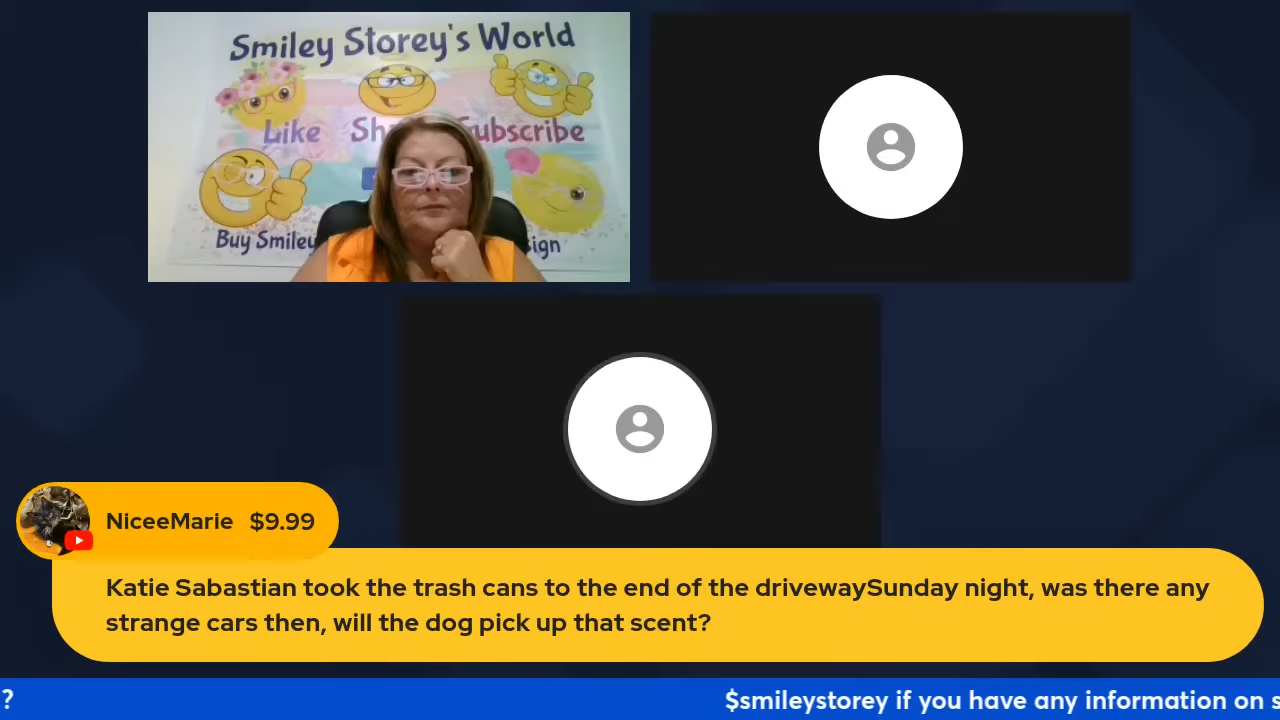 Smiley Storey's World
Like Sh Subscribe
Buy Smiley sign
NiceeMarie $9.99
Katie Sabastian took the trash cans to the end of the drivewaySunday night, was there any
strange cars then, will the dog pick up that scent?
? $smileystorey if you have any information on s